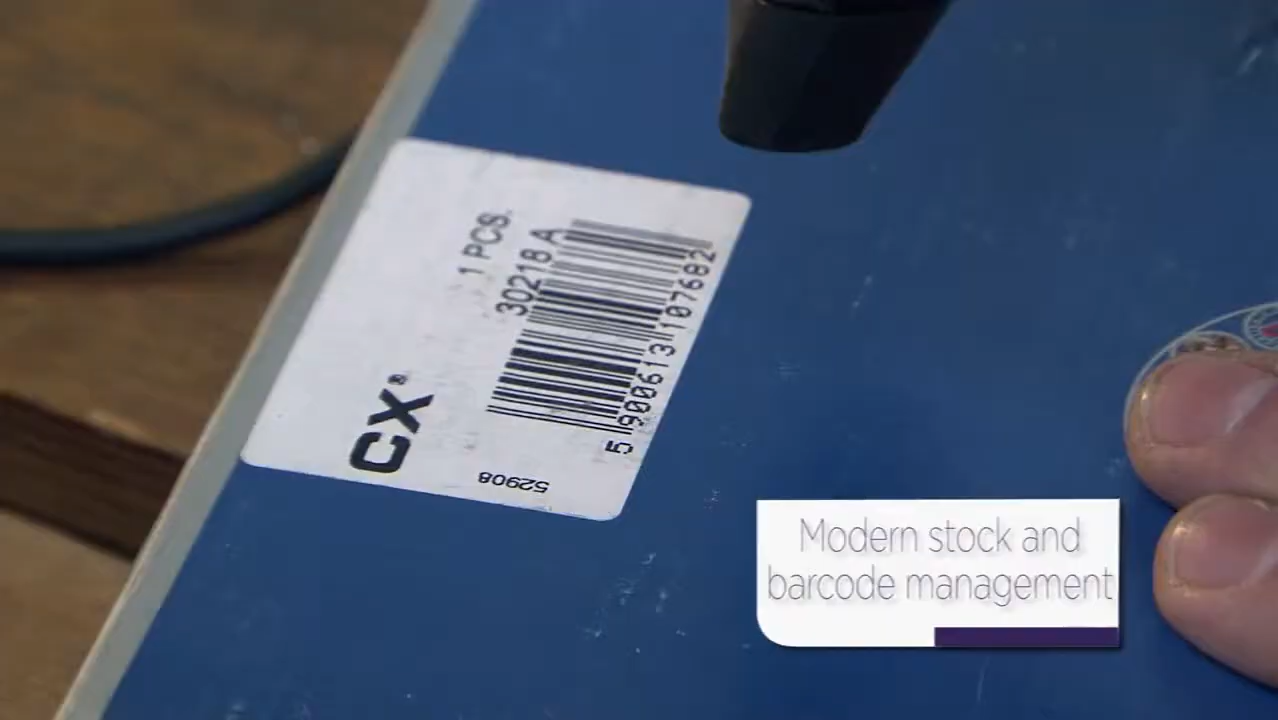 CX®
1 PCS.
30218 A
5 900613 107682
52908
Modern stock and
barcode management